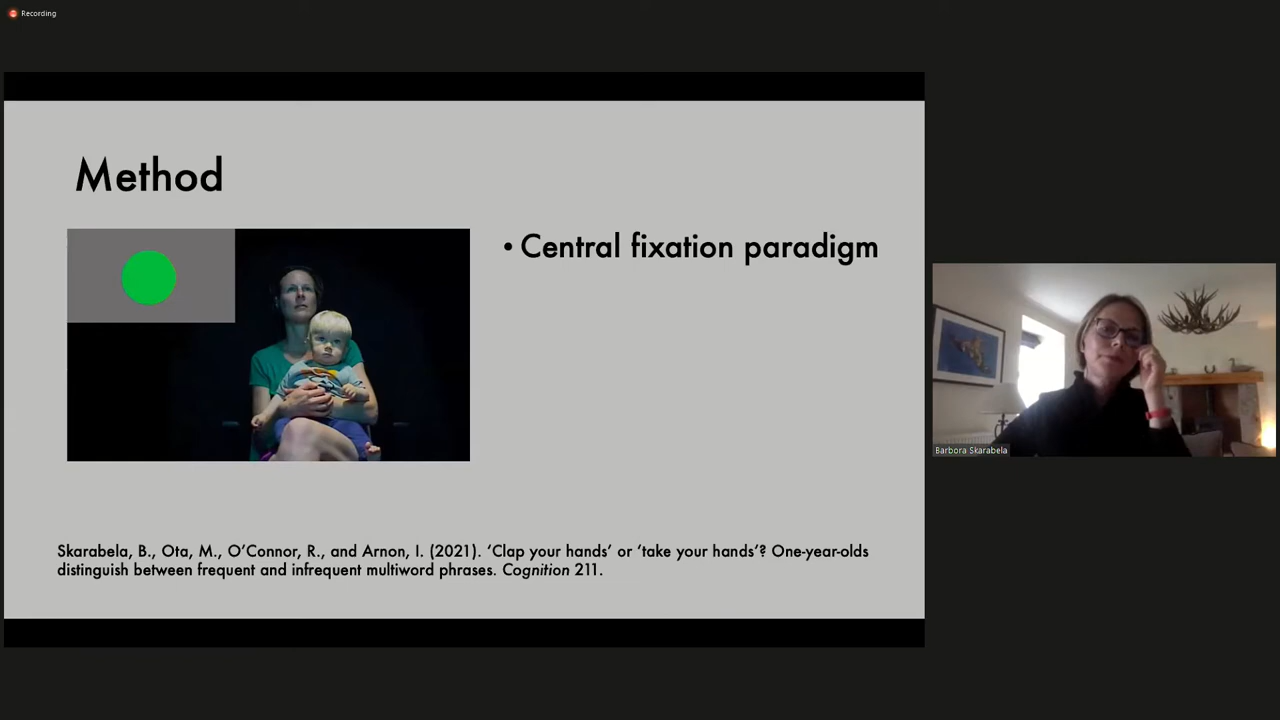 Recording
Method
• Central fixation paradigm
Barbora Skarabela
Skarabela, B., Ota, M., O’Connor, R., and Arnon, I. (2021). ‘Clap your hands’ or ‘take your hands’? One-year-olds
distinguish between frequent and infrequent multiword phrases. Cognition 211.